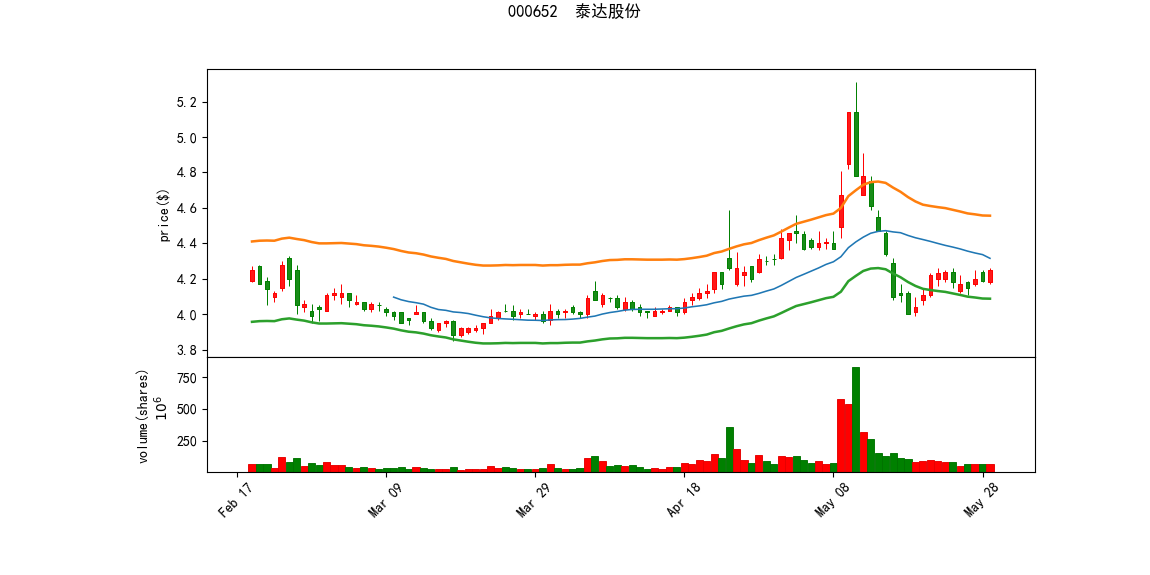 000652 泰达股份
price($)
5.2
5.0
4.8
4.6
4.4
4.2
4.0
3.8
volume(shares)
10^6
750
500
250
Feb 17
Mar 09
Mar 29
Apr 18
May 08
May 28